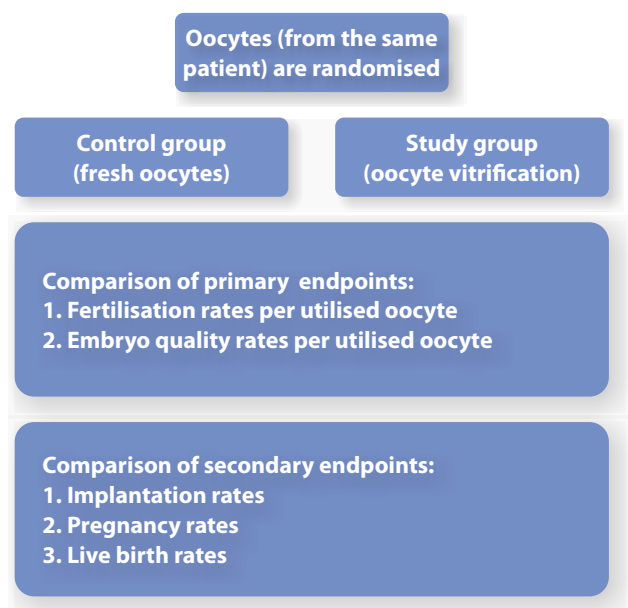 Oocytes (from the same
patient) are randomised
Control group
(fresh oocytes)
Study group
(oocyte vitrification)
Comparison of primary endpoints:
1. Fertilisation rates per utilised oocyte
2. Embryo quality rates per utilised oocyte
Comparison of secondary endpoints:
1. Implantation rates
2. Pregnancy rates
3. Live birth rates